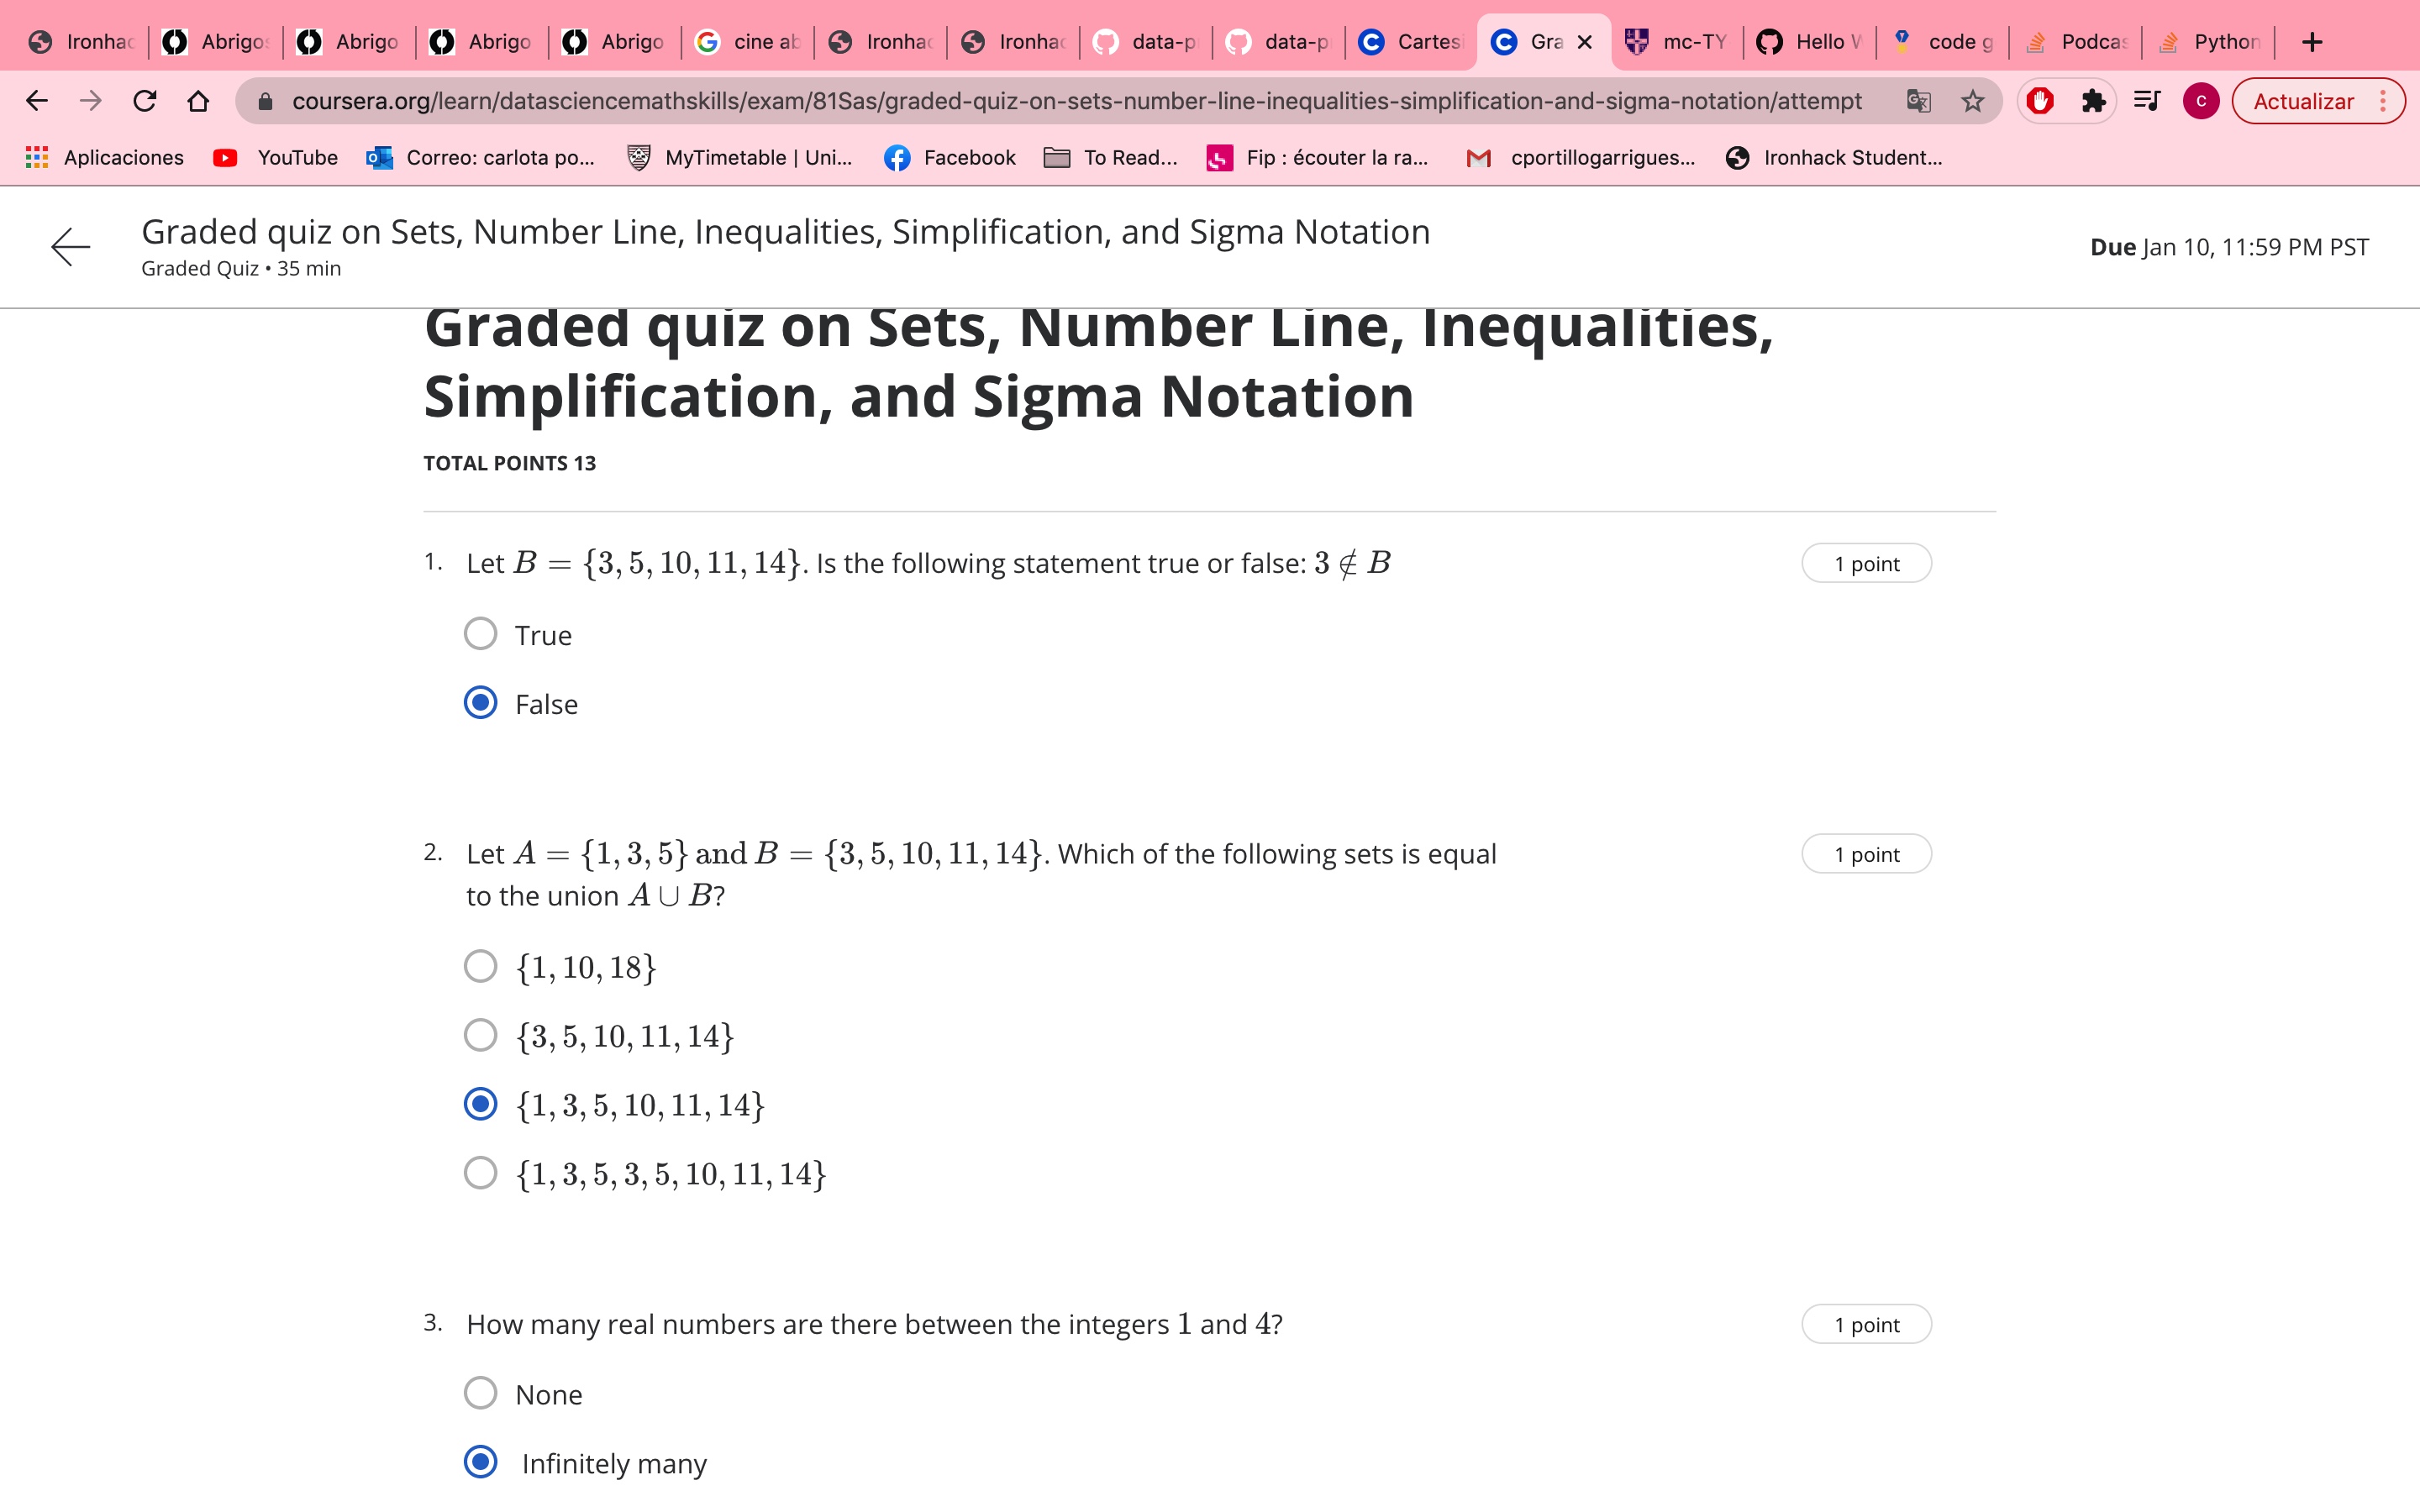 Ironhac Abrigos Abrigo Abrigo Abrigo cine ab Ironhac Ironhac data-p data-p Cartesi Gra mc-TY Hello W code g Podcas Python
coursera.org/learn/datasciencemathskills/exam/81Sas/graded-quiz-on-sets-number-line-inequalities-simplification-and-sigma-notation/attempt C Actualizar
Aplicaciones YouTube Correo: carlota po... MyTimetable | Uni... Facebook To Read... Fip : écouter la ra... cportillogarrigues... Ironhack Student...
Graded quiz on Sets, Number Line, Inequalities, Simplification, and Sigma Notation
Graded Quiz • 35 min
Due Jan 10, 11:59 PM PST
Graded quiz on Sets, Number Line, Inequalities,
Simplification, and Sigma Notation
TOTAL POINTS 13
1. Let B = {3, 5, 10, 11, 14}. Is the following statement true or false: 3 ∉ B 1 point
True
False
2. Let A = {1, 3, 5} and B = {3, 5, 10, 11, 14}. Which of the following sets is equal 1 point
to the union A ∪ B?
{1, 10, 18}
{3, 5, 10, 11, 14}
{1, 3, 5, 10, 11, 14}
{1, 3, 5, 3, 5, 10, 11, 14}
3. How many real numbers are there between the integers 1 and 4? 1 point
None
Infinitely many